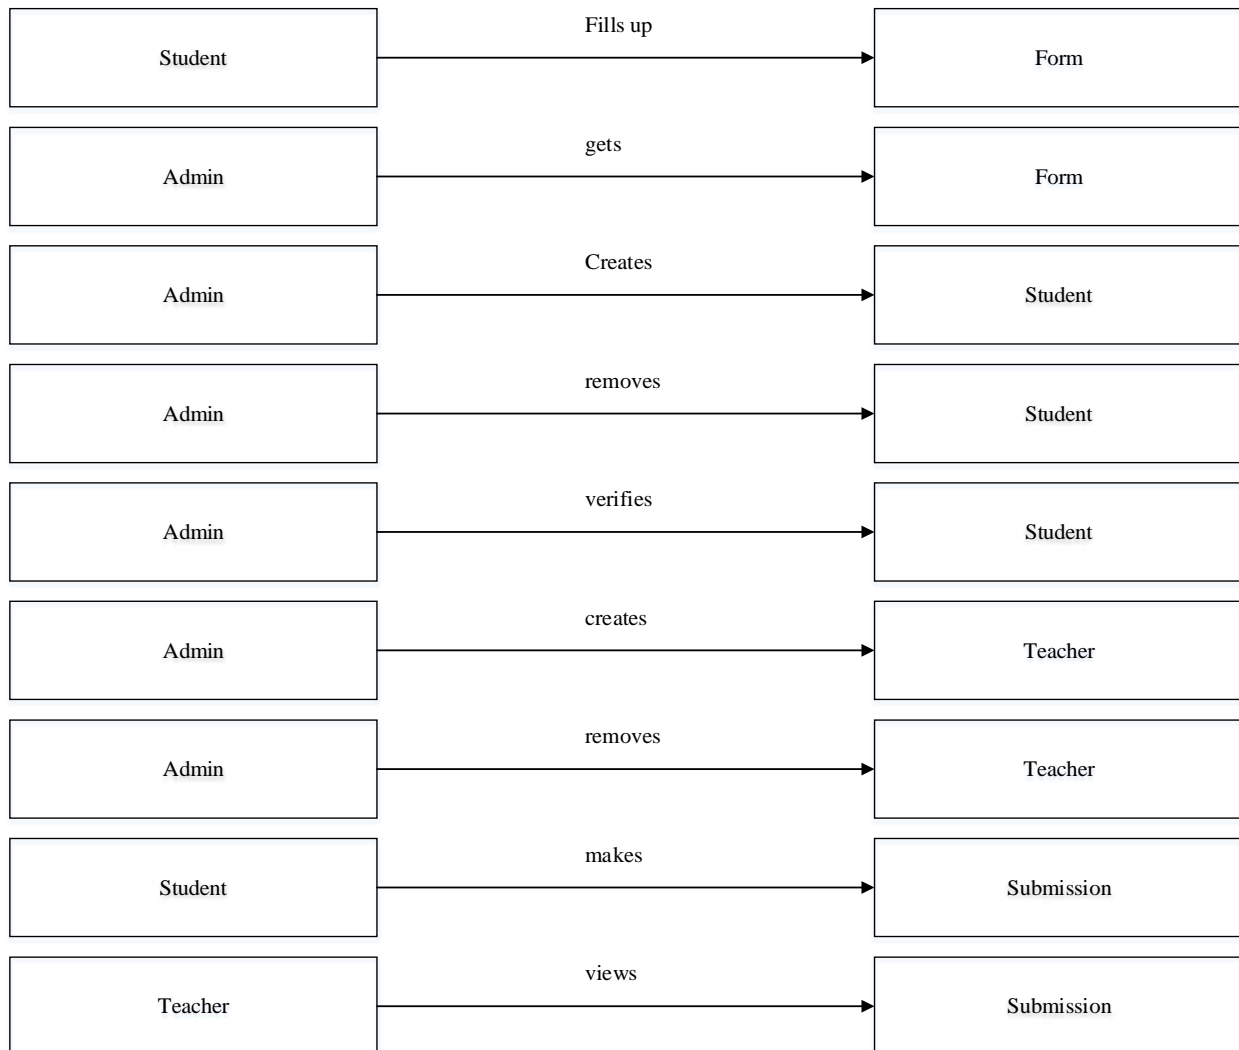 Fills up
Student
Form
gets
Admin
Form
Creates
Admin
Student
removes
Admin
Student
verifies
Admin
Student
creates
Admin
Teacher
removes
Admin
Teacher
makes
Student
Submission
views
Teacher
Submission